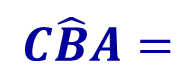 CB̂A =